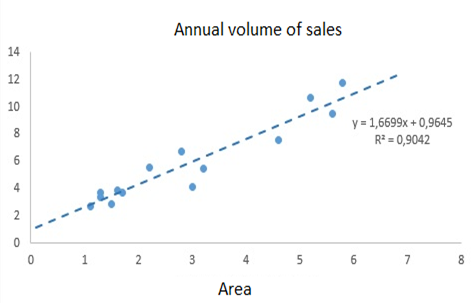 Annual volume of sales
14
12
10
8
6
4
2
0
y = 1,6699x + 0,9645
R² = 0,9042
0 1 2 3 4 5 6 7 8
Area